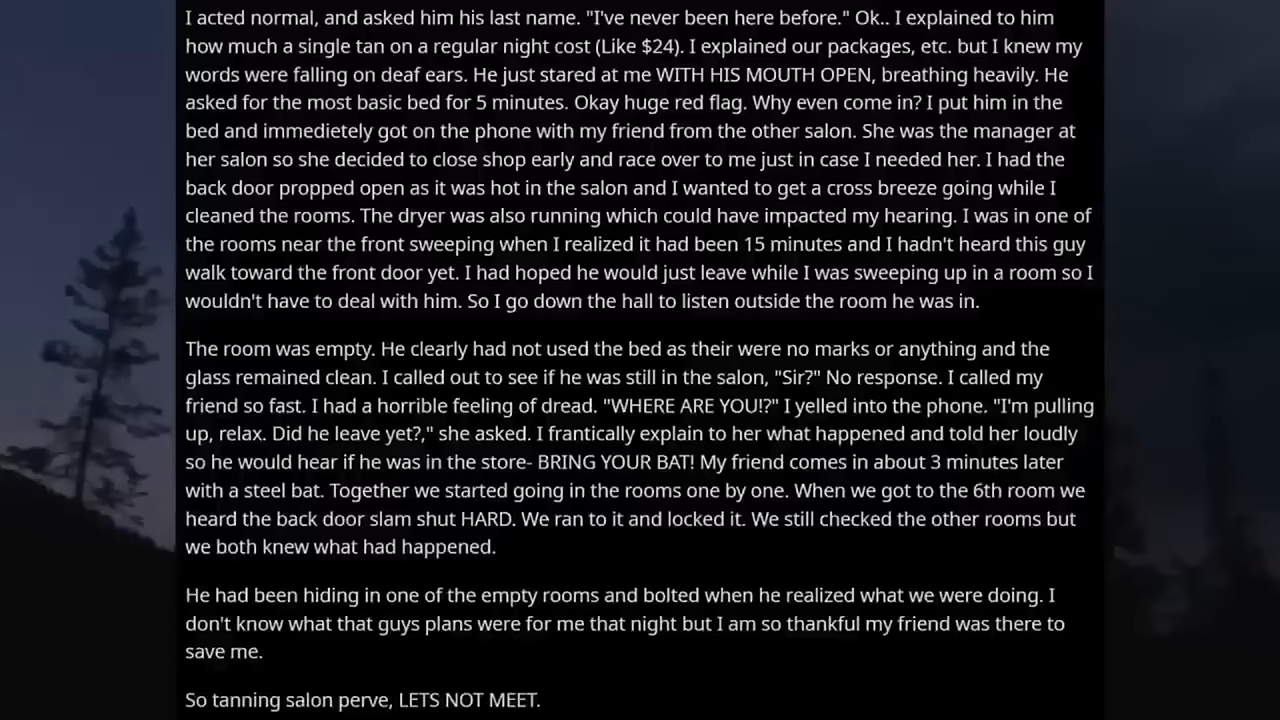 I acted normal, and asked him his last name. "I've never been here before." Ok.. I explained to him
how much a single tan on a regular night cost (Like $24). I explained our packages, etc. but I knew my
words were falling on deaf ears. He just stared at me WITH HIS MOUTH OPEN, breathing heavily. He
asked for the most basic bed for 5 minutes. Okay huge red flag. Why even come in? I put him in the
bed and immedietely got on the phone with my friend from the other salon. She was the manager at
her salon so she decided to close shop early and race over to me just in case I needed her. I had the
back door propped open as it was hot in the salon and I wanted to get a cross breeze going while I
cleaned the rooms. The dryer was also running which could have impacted my hearing. I was in one of
the rooms near the front sweeping when I realized it had been 15 minutes and I hadn't heard this guy
walk toward the front door yet. I had hoped he would just leave while I was sweeping up in a room so I
wouldn't have to deal with him. So I go down the hall to listen outside the room he was in.
The room was empty. He clearly had not used the bed as their were no marks or anything and the
glass remained clean. I called out to see if he was still in the salon, "Sir?" No response. I called my
friend so fast. I had a horrible feeling of dread. "WHERE ARE YOU!?" I yelled into the phone. "I'm pulling
up, relax. Did he leave yet?," she asked. I frantically explain to her what happened and told her loudly
so he would hear if he was in the store- BRING YOUR BAT! My friend comes in about 3 minutes later
with a steel bat. Together we started going in the rooms one by one. When we got to the 6th room we
heard the back door slam shut HARD. We ran to it and locked it. We still checked the other rooms but
we both knew what had happened.
He had been hiding in one of the empty rooms and bolted when he realized what we were doing. I
don't know what that guys plans were for me that night but I am so thankful my friend was there to
save me.
So tanning salon perve, LETS NOT MEET.